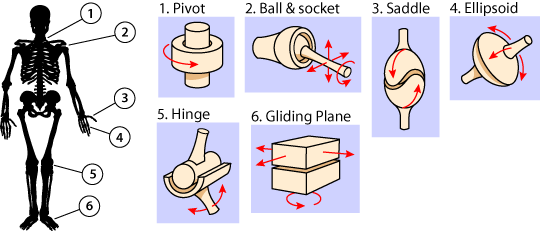 1
2
3
4
5
6
1. Pivot
2. Ball & socket
3. Saddle
4. Ellipsoid
5. Hinge
6. Gliding Plane